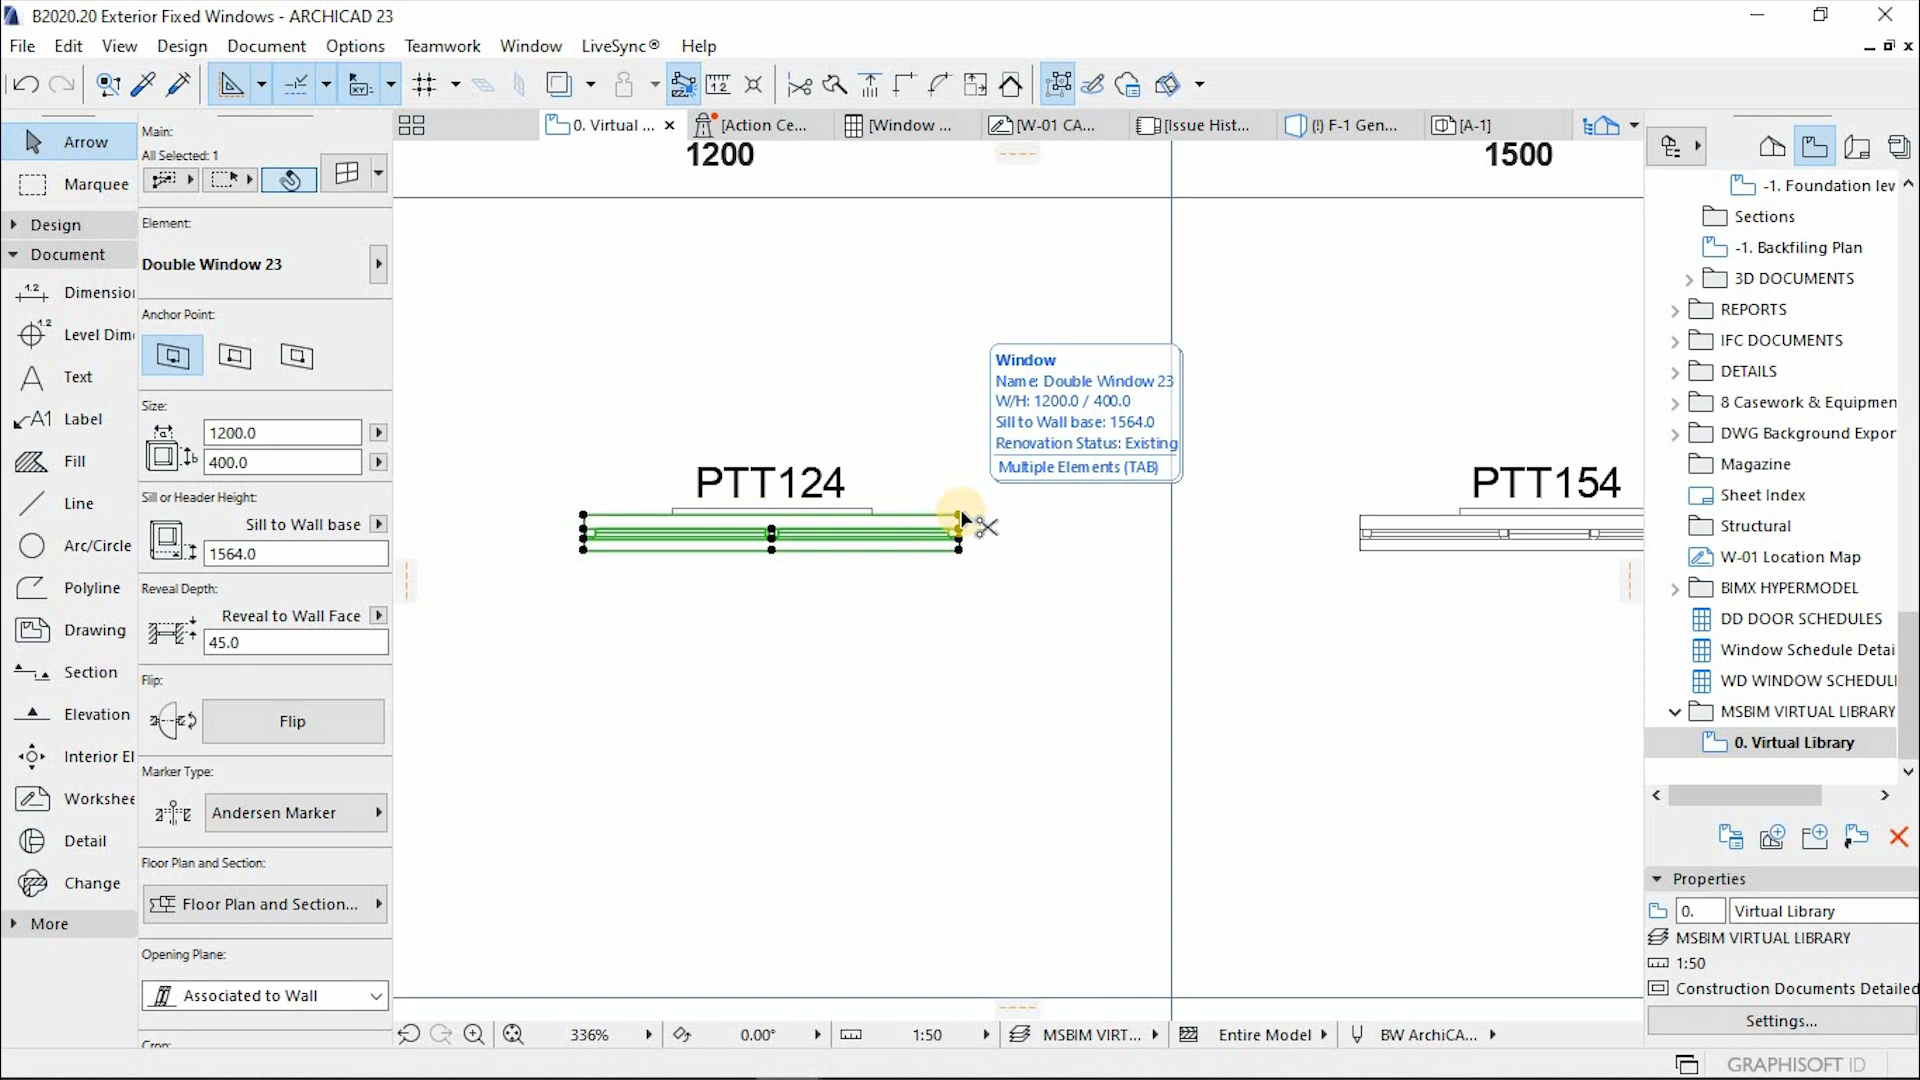 B2020.20 Exterior Fixed Windows - ARCHICAD 23
File Edit View Design Document Options Teamwork Window LiveSync® Help
0. Virtual ...
[Action Ce...
[Window ...
[W-01 CA...
[Issue Hist...
(!) F-1 Gen...
[A-1]
Arrow
Marquee
Design
Document
1.2
Dimension
1.2
Level Dim
Text
A1
Label
Fill
Line
Arc/Circle
Polyline
Drawing
Section
Elevation
Interior El
Workshee
Detail
Change
More
Main:
All Selected: 1
Element:
Double Window 23
Anchor Point:
Size:
1200.0
400.0
Sill or Header Height:
Sill to Wall base
1564.0
Reveal Depth:
Reveal to Wall Face
45.0
Flip:
Flip
Marker Type:
Andersen Marker
Floor Plan and Section:
Floor Plan and Section...
Opening Plane:
Associated to Wall
Crop:
1200
1500
Window
Name: Double Window 23
W/H: 1200.0 / 400.0
Sill to Wall base: 1564.0
Renovation Status: Existing
Multiple Elements (TAB)
PTT124
PTT154
-1. Foundation lev
Sections
-1. Backfiling Plan
3D DOCUMENTS
REPORTS
IFC DOCUMENTS
DETAILS
8 Casework & Equipmen
DWG Background Expor
Magazine
Sheet Index
Structural
W-01 Location Map
BIMX HYPERMODEL
DD DOOR SCHEDULES
Window Schedule Detai
WD WINDOW SCHEDULI
MSBIM VIRTUAL LIBRARY
0. Virtual Library
Properties
0. Virtual Library
MSBIM VIRTUAL LIBRARY
1:50
Construction Documents Detailed
Settings...
336%
0.00°
1:50
MSBIM VIRT...
Entire Model
BW ArchiCA...
GRAPHISOFT ID